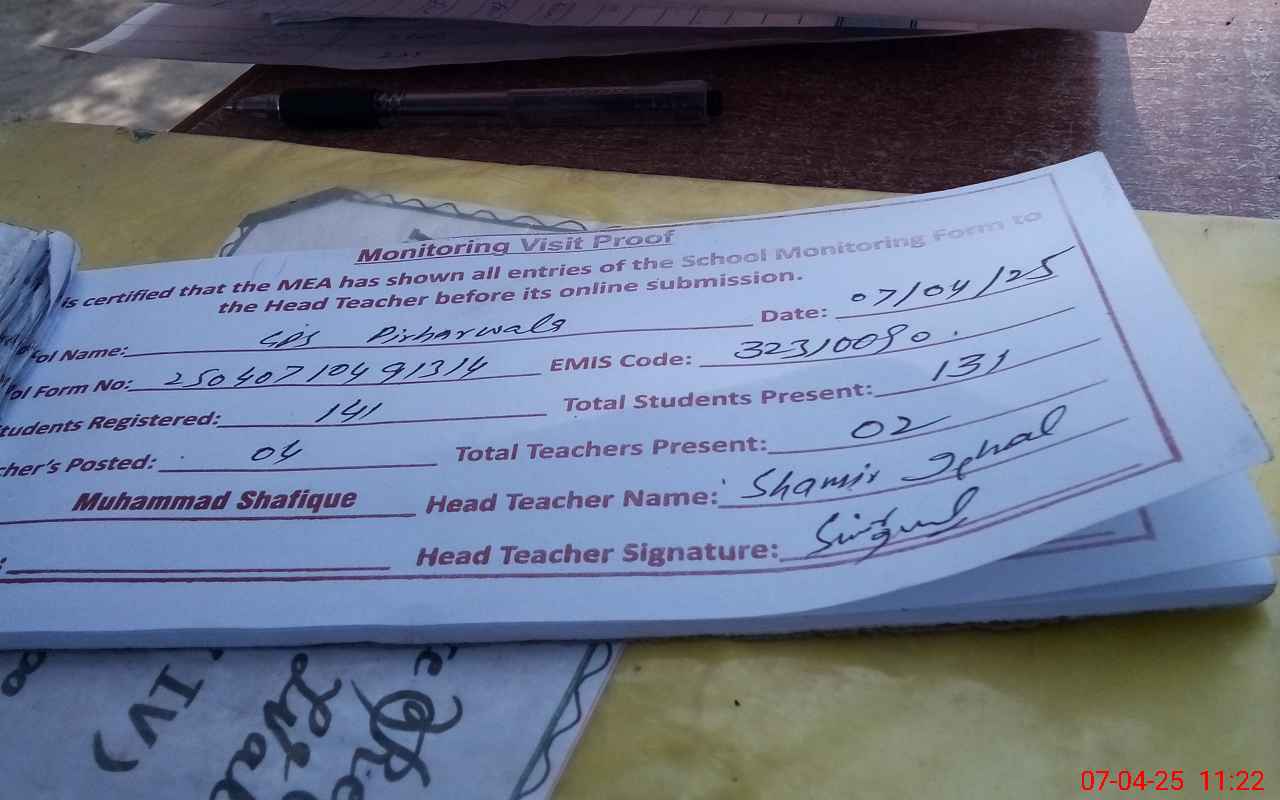 Monitoring Visit Proof
is certified that the MEA has shown all entries of the School Monitoring Form to
the Head Teacher before its online submission.
ol Name: GPS Pirharwala Date: 07/04/25
ol Form No: 25040710491314 EMIS Code: 32310090.
tudents Registered: 141 Total Students Present: 131
cher's Posted: 04 Total Teachers Present: 02
Muhammad Shafique Head Teacher Name: Shamir Iqbal
: Head Teacher Signature:
IV)
07-04-25 11:22